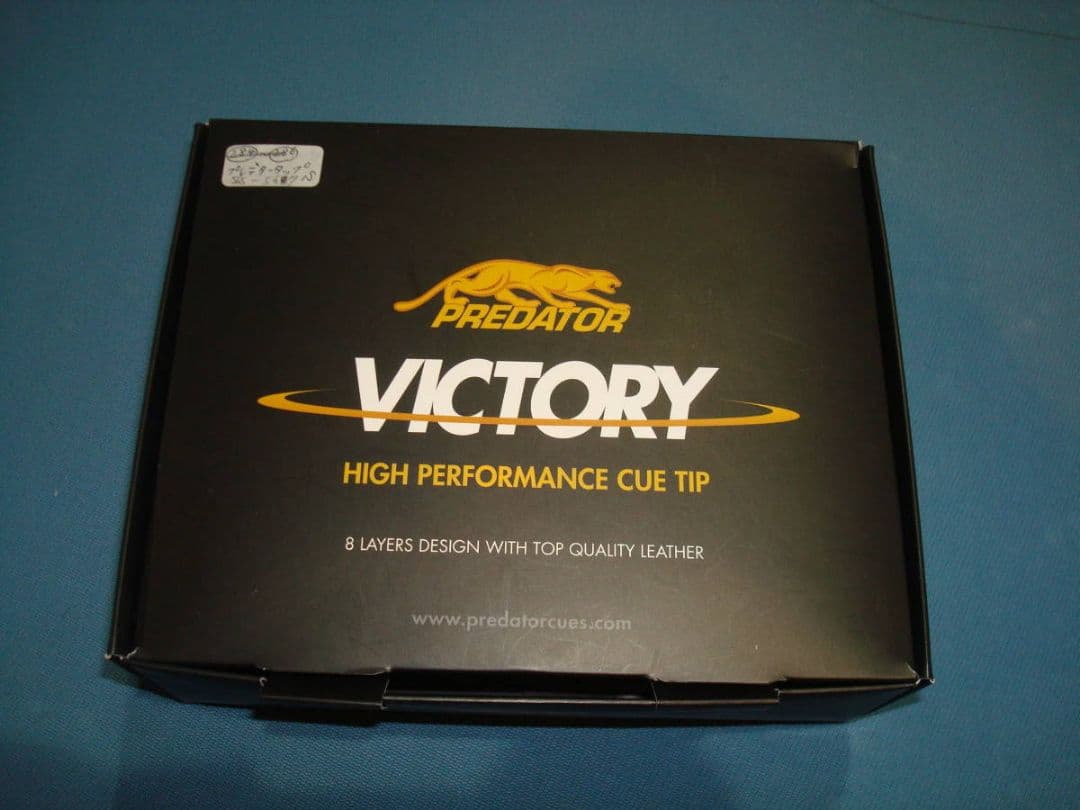 PREDATOR
VICTORY
HIGH PERFORMANCE CUE TIP
8 LAYERS DESIGN WITH TOP QUALITY LEATHER
www.predatorcues.com